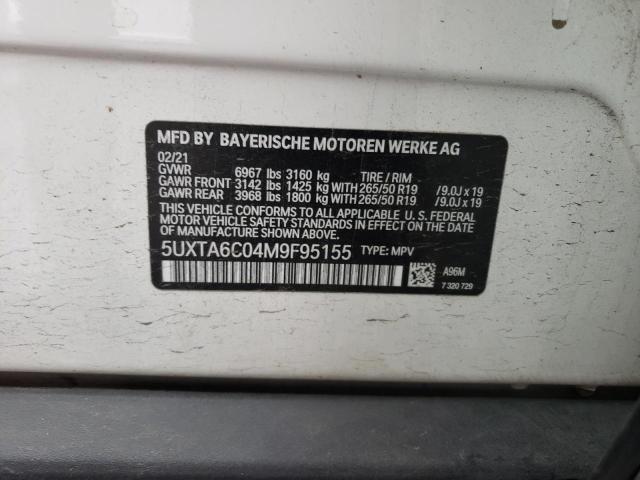 MFD BY BAYERISCHE MOTOREN WERKE AG
02/21
GVWR 6967 lbs 3160 kg TIRE / RIM
GAWR FRONT 3142 lbs 1425 kg WITH 265/50 R19 /9.0J x 19
GAWR REAR 3968 lbs 1800 kg WITH 265/50 R19 /9.0J x 19
THIS VEHICLE CONFORMS TO ALL APPLICABLE U. S. FEDERAL
MOTOR VEHICLE SAFETY STANDARDS IN EFFECT ON THE DATE OF
MANUFACTURE SHOWN ABOVE.
5UXTA6C04M9F95155 TYPE: MPV
A96M
7 320 729